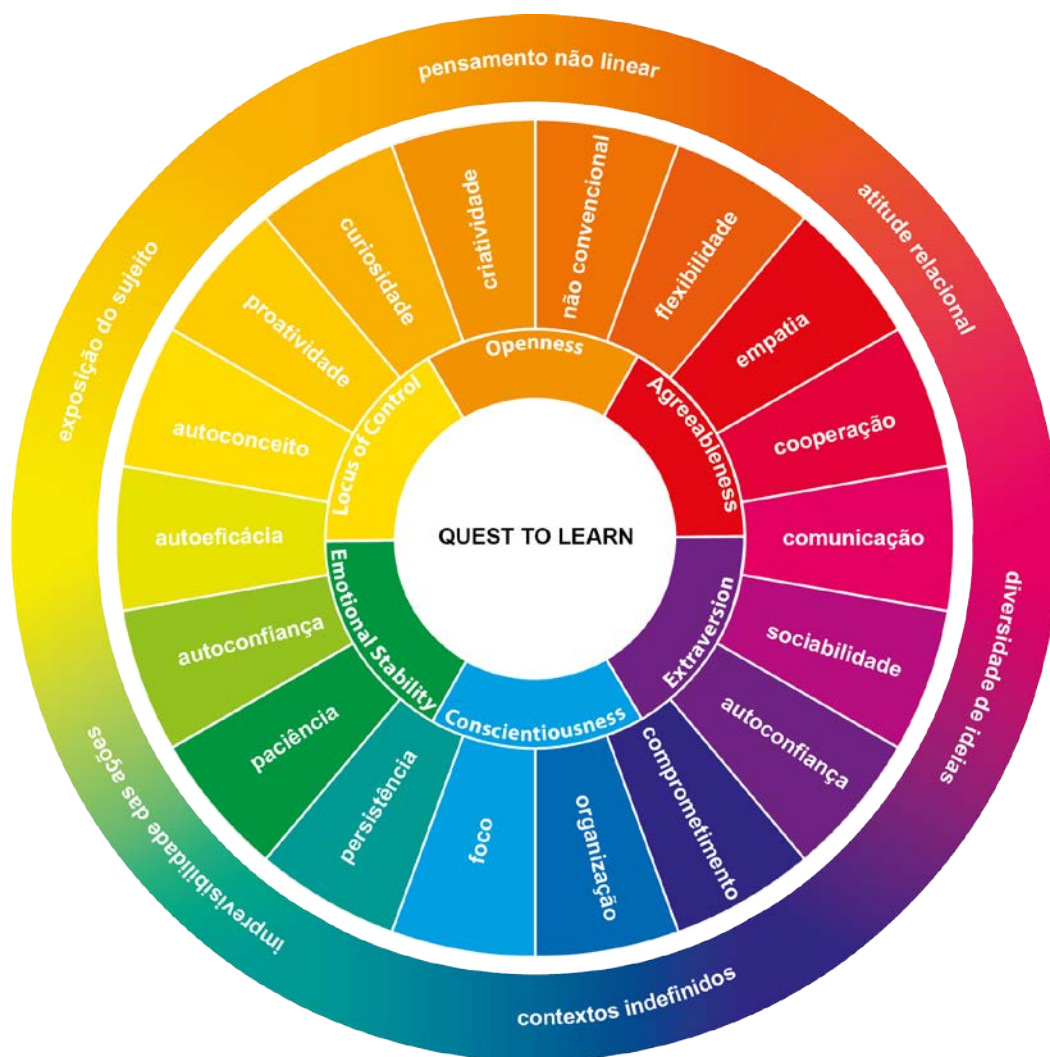 pensamento não linear
atitude relacional
diversidade de ideias
contextos indefinidos
imprevisibilidade das ações
exposição do sujeito
criatividade
não convencional
flexibilidade
empatia
cooperação
comunicação
sociabilidade
autoconfiança
comprometimento
organização
foco
persistência
paciência
autoconfiança
autoeficácia
autoconceito
proatividade
curiosidade
Openness
Agreeableness
Extraversion
Conscientiousness
Emotional Stability
Locus of Control
QUEST TO LEARN